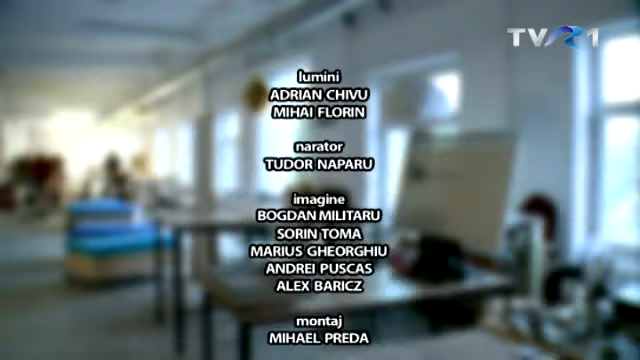 TVR1
lumini
ADRIAN CHIVU
MIHAI FLORIN
narator
TUDOR NAPARU
imagine
BOGDAN MILITARU
SORIN TOMA
MARIUS GHEORGHIU
ANDREI PUSCAS
ALEX BARICZ
montaj
MIHAEL PREDA